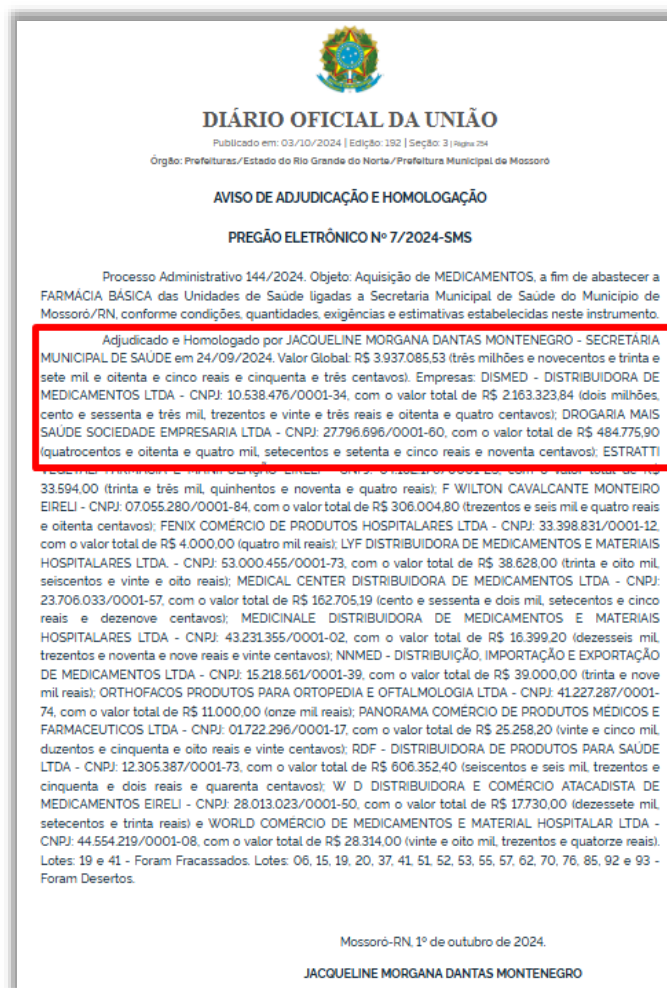 DIÁRIO OFICIAL DA UNIÃO
Publicado em: 03/10/2024 | Edição: 192 | Seção: 3 | Página: 254
Órgão: Prefeituras/Estado do Rio Grande do Norte/Prefeitura Municipal de Mossoró
AVISO DE ADJUDICAÇÃO E HOMOLOGAÇÃO
PREGÃO ELETRÔNICO Nº 7/2024-SMS
Processo Administrativo 144/2024. Objeto: Aquisição de MEDICAMENTOS, a fim de abastecer a
FARMÁCIA BÁSICA das Unidades de Saúde ligadas a Secretaria Municipal de Saúde do Município de
Mossoró/RN, conforme condições, quantidades, exigências e estimativas estabelecidas neste instrumento.
Adjudicado e Homologado por JACQUELINE MORGANA DANTAS MONTENEGRO - SECRETÁRIA
MUNICIPAL DE SAÚDE em 24/09/2024. Valor Global: R$ 3.937.085,53 (três milhões e novecentos e trinta e
sete mil e oitenta e cinco reais e cinquenta e três centavos). Empresas: DISMED - DISTRIBUIDORA DE
MEDICAMENTOS LTDA - CNPJ: 10.538.476/0001-34, com o valor total de R$ 2.163.323,84 (dois milhões,
cento e sessenta e três mil, trezentos e vinte e três reais e oitenta e quatro centavos); DROGARIA MAIS
SAÚDE SOCIEDADE EMPRESARIA LTDA - CNPJ: 27.796.696/0001-60, com o valor total de R$ 484.775,90
(quatrocentos e oitenta e quatro mil, setecentos e setenta e cinco reais e noventa centavos); ESTRATTI
33.594,00 (trinta e três mil, quinhentos e noventa e quatro reais); F WILTON CAVALCANTE MONTEIRO
EIRELI - CNPJ: 07.055.280/0001-84, com o valor total de R$ 306.004,80 (trezentos e seis mil e quatro reais
e oitenta centavos); FENIX COMÉRCIO DE PRODUTOS HOSPITALARES LTDA - CNPJ: 33.398.831/0001-12,
com o valor total de R$ 4.000,00 (quatro mil reais); LYF DISTRIBUIDORA DE MEDICAMENTOS E MATERIAIS
HOSPITALARES LTDA. - CNPJ: 53.000.455/0001-73, com o valor total de R$ 38.628,00 (trinta e oito mil,
seiscentos e vinte e oito reais); MEDICAL CENTER DISTRIBUIDORA DE MEDICAMENTOS LTDA - CNPJ:
23.706.033/0001-57, com o valor total de R$ 162.705,19 (cento e sessenta e dois mil, setecentos e cinco
reais e dezenove centavos); MEDICINALE DISTRIBUIDORA DE MEDICAMENTOS E MATERIAIS
HOSPITALARES LTDA - CNPJ: 43.231.355/0001-02, com o valor total de R$ 16.399,20 (dezesseis mil,
trezentos e noventa e nove reais e vinte centavos); NNMED - DISTRIBUIÇÃO, IMPORTAÇÃO E EXPORTAÇÃO
DE MEDICAMENTOS LTDA - CNPJ: 15.218.561/0001-39, com o valor total de R$ 39.000,00 (trinta e nove
mil reais); ORTHOFACOS PRODUTOS PARA ORTOPEDIA E OFTALMOLOGIA LTDA - CNPJ: 41.227.287/0001-
74, com o valor total de R$ 11.000,00 (onze mil reais); PANORAMA COMÉRCIO DE PRODUTOS MÉDICOS E
FARMACEUTICOS LTDA - CNPJ: 01.722.296/0001-17, com o valor total de R$ 25.258,20 (vinte e cinco mil,
duzentos e cinquenta e oito reais e vinte centavos); RDF - DISTRIBUIDORA DE PRODUTOS PARA SAÚDE
LTDA - CNPJ: 12.305.387/0001-73, com o valor total de R$ 606.352,40 (seiscentos e seis mil, trezentos e
cinquenta e dois reais e quarenta centavos); W D DISTRIBUIDORA E COMÉRCIO ATACADISTA DE
MEDICAMENTOS EIRELI - CNPJ: 28.013.023/0001-50, com o valor total de R$ 17.730,00 (dezessete mil,
setecentos e trinta reais) e WORLD COMÉRCIO DE MEDICAMENTOS E MATERIAL HOSPITALAR LTDA -
CNPJ: 44.554.219/0001-08, com o valor total de R$ 28.314,00 (vinte e oito mil, trezentos e quatorze reais).
Lotes: 19 e 41 - Foram Fracassados. Lotes: 06, 15, 19, 20, 37, 41, 51, 52, 53, 55, 57, 62, 70, 76, 85, 92 e 93 -
Foram Desertos.
Mossoró-RN, 1º de outubro de 2024.
JACQUELINE MORGANA DANTAS MONTENEGRO